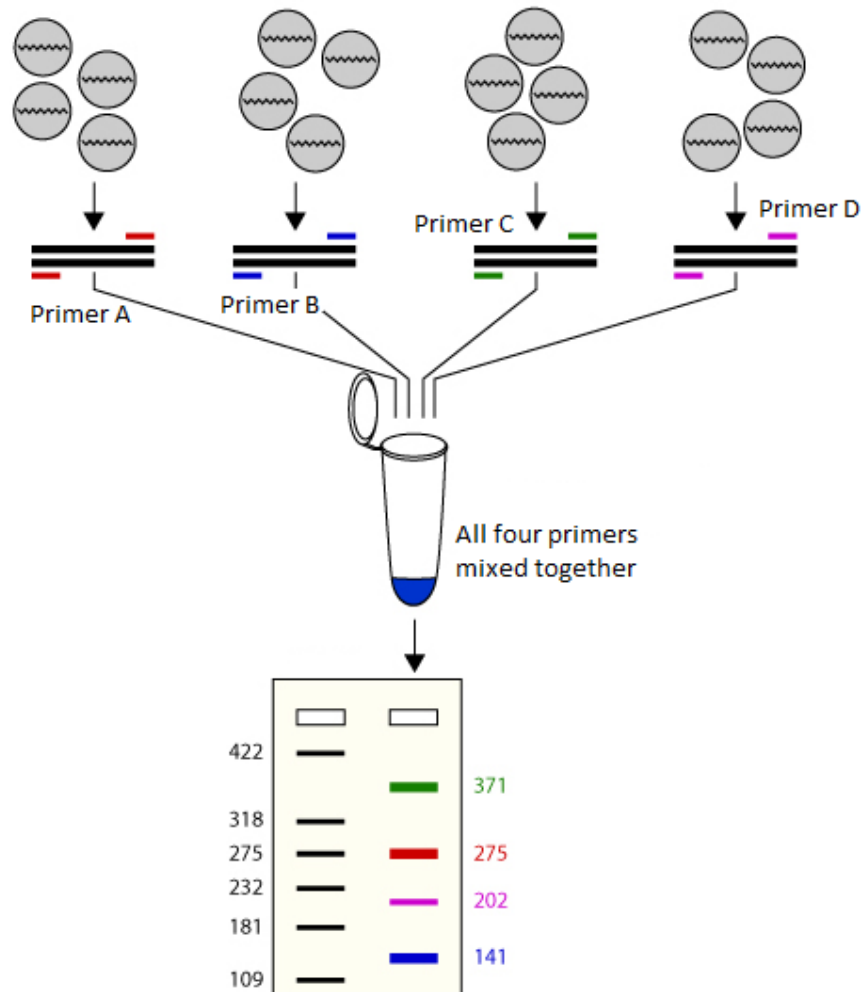 Primer C
Primer D
Primer A
Primer B
All four primers
mixed together
422
371
318
275
275
232
202
181
141
109